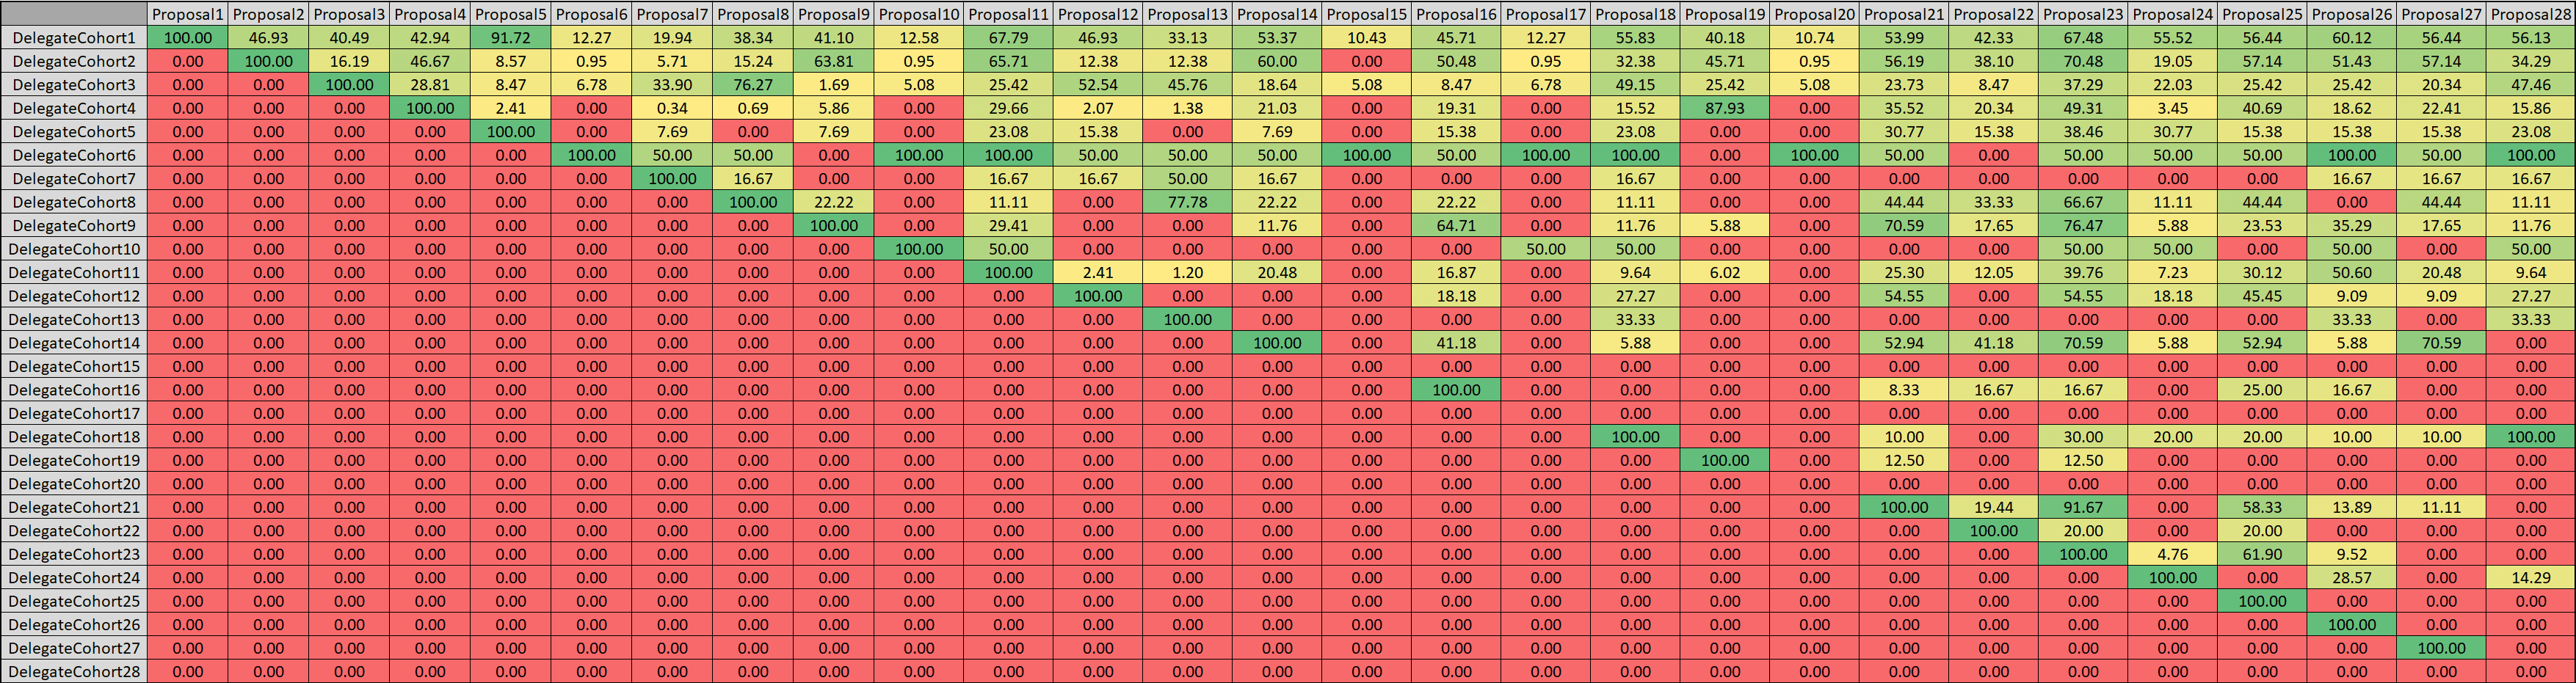 Proposal1 Proposal2 Proposal3 Proposal4 Proposal5 Proposal6 Proposal7 Proposal8 Proposal9 Proposal10 Proposal11 Proposal12 Proposal13 Proposal14 Proposal15 Proposal16 Proposal17 Proposal18 Proposal19 Proposal20 Proposal21 Proposal22 Proposal23 Proposal24 Proposal25 Proposal26 Proposal27 Proposal28
DelegateCohort1 100.00 46.93 40.49 42.94 91.72 12.27 19.94 38.34 41.10 12.58 67.79 46.93 33.13 53.37 10.43 45.71 12.27 55.83 40.18 10.74 53.99 42.33 67.48 55.52 56.44 60.12 56.44 56.13
DelegateCohort2 0.00 100.00 16.19 46.67 8.57 0.95 5.71 15.24 63.81 0.95 65.71 12.38 12.38 60.00 0.00 50.48 0.95 32.38 45.71 0.95 56.19 38.10 70.48 19.05 57.14 51.43 57.14 34.29
DelegateCohort3 0.00 0.00 100.00 28.81 8.47 6.78 33.90 76.27 1.69 5.08 25.42 52.54 45.76 18.64 5.08 8.47 6.78 49.15 25.42 5.08 23.73 8.47 37.29 22.03 25.42 25.42 20.34 47.46
DelegateCohort4 0.00 0.00 0.00 100.00 2.41 0.00 0.34 0.69 5.86 0.00 29.66 2.07 1.38 21.03 0.00 19.31 0.00 15.52 87.93 0.00 35.52 20.34 49.31 3.45 40.69 18.62 22.41 15.86
DelegateCohort5 0.00 0.00 0.00 0.00 100.00 0.00 7.69 0.00 7.69 0.00 23.08 15.38 0.00 7.69 0.00 15.38 0.00 23.08 0.00 0.00 30.77 15.38 38.46 30.77 15.38 15.38 15.38 23.08
DelegateCohort6 0.00 0.00 0.00 0.00 0.00 100.00 50.00 50.00 0.00 100.00 100.00 50.00 50.00 50.00 100.00 50.00 100.00 100.00 0.00 100.00 50.00 0.00 50.00 50.00 50.00 100.00 50.00 100.00
DelegateCohort7 0.00 0.00 0.00 0.00 0.00 0.00 100.00 16.67 0.00 0.00 16.67 16.67 50.00 16.67 0.00 0.00 0.00 16.67 0.00 0.00 0.00 0.00 0.00 0.00 0.00 16.67 16.67 16.67
DelegateCohort8 0.00 0.00 0.00 0.00 0.00 0.00 0.00 100.00 22.22 0.00 11.11 0.00 77.78 22.22 0.00 22.22 0.00 11.11 0.00 0.00 44.44 33.33 66.67 11.11 44.44 0.00 44.44 11.11
DelegateCohort9 0.00 0.00 0.00 0.00 0.00 0.00 0.00 0.00 100.00 0.00 29.41 0.00 0.00 11.76 0.00 64.71 0.00 11.76 5.88 0.00 70.59 17.65 76.47 5.88 23.53 35.29 17.65 11.76
DelegateCohort10 0.00 0.00 0.00 0.00 0.00 0.00 0.00 0.00 0.00 100.00 50.00 0.00 0.00 0.00 0.00 0.00 50.00 50.00 0.00 0.00 0.00 0.00 50.00 50.00 0.00 50.00 0.00 50.00
DelegateCohort11 0.00 0.00 0.00 0.00 0.00 0.00 0.00 0.00 0.00 0.00 100.00 2.41 1.20 20.48 0.00 16.87 0.00 9.64 6.02 0.00 25.30 12.05 39.76 7.23 30.12 50.60 20.48 9.64
DelegateCohort12 0.00 0.00 0.00 0.00 0.00 0.00 0.00 0.00 0.00 0.00 0.00 100.00 0.00 0.00 0.00 18.18 0.00 27.27 0.00 0.00 54.55 0.00 54.55 18.18 45.45 9.09 9.09 27.27
DelegateCohort13 0.00 0.00 0.00 0.00 0.00 0.00 0.00 0.00 0.00 0.00 0.00 0.00 100.00 0.00 0.00 0.00 0.00 33.33 0.00 0.00 0.00 0.00 0.00 0.00 0.00 33.33 0.00 33.33
DelegateCohort14 0.00 0.00 0.00 0.00 0.00 0.00 0.00 0.00 0.00 0.00 0.00 0.00 0.00 100.00 0.00 41.18 0.00 5.88 0.00 0.00 52.94 41.18 70.59 5.88 52.94 5.88 70.59 0.00
DelegateCohort15 0.00 0.00 0.00 0.00 0.00 0.00 0.00 0.00 0.00 0.00 0.00 0.00 0.00 0.00 0.00 0.00 0.00 0.00 0.00 0.00 0.00 0.00 0.00 0.00 0.00 0.00 0.00 0.00
DelegateCohort16 0.00 0.00 0.00 0.00 0.00 0.00 0.00 0.00 0.00 0.00 0.00 0.00 0.00 0.00 0.00 100.00 0.00 0.00 0.00 0.00 8.33 16.67 16.67 0.00 25.00 16.67 0.00 0.00
DelegateCohort17 0.00 0.00 0.00 0.00 0.00 0.00 0.00 0.00 0.00 0.00 0.00 0.00 0.00 0.00 0.00 0.00 0.00 0.00 0.00 0.00 0.00 0.00 0.00 0.00 0.00 0.00 0.00 0.00
DelegateCohort18 0.00 0.00 0.00 0.00 0.00 0.00 0.00 0.00 0.00 0.00 0.00 0.00 0.00 0.00 0.00 0.00 0.00 100.00 0.00 0.00 10.00 0.00 30.00 20.00 20.00 10.00 10.00 100.00
DelegateCohort19 0.00 0.00 0.00 0.00 0.00 0.00 0.00 0.00 0.00 0.00 0.00 0.00 0.00 0.00 0.00 0.00 0.00 0.00 100.00 0.00 12.50 0.00 12.50 0.00 0.00 0.00 0.00 0.00
DelegateCohort20 0.00 0.00 0.00 0.00 0.00 0.00 0.00 0.00 0.00 0.00 0.00 0.00 0.00 0.00 0.00 0.00 0.00 0.00 0.00 0.00 0.00 0.00 0.00 0.00 0.00 0.00 0.00 0.00
DelegateCohort21 0.00 0.00 0.00 0.00 0.00 0.00 0.00 0.00 0.00 0.00 0.00 0.00 0.00 0.00 0.00 0.00 0.00 0.00 0.00 0.00 100.00 19.44 91.67 0.00 58.33 13.89 11.11 0.00
DelegateCohort22 0.00 0.00 0.00 0.00 0.00 0.00 0.00 0.00 0.00 0.00 0.00 0.00 0.00 0.00 0.00 0.00 0.00 0.00 0.00 0.00 0.00 100.00 20.00 0.00 20.00 0.00 0.00 0.00
DelegateCohort23 0.00 0.00 0.00 0.00 0.00 0.00 0.00 0.00 0.00 0.00 0.00 0.00 0.00 0.00 0.00 0.00 0.00 0.00 0.00 0.00 0.00 0.00 100.00 4.76 61.90 9.52 0.00 0.00
DelegateCohort24 0.00 0.00 0.00 0.00 0.00 0.00 0.00 0.00 0.00 0.00 0.00 0.00 0.00 0.00 0.00 0.00 0.00 0.00 0.00 0.00 0.00 0.00 0.00 100.00 0.00 28.57 0.00 14.29
DelegateCohort25 0.00 0.00 0.00 0.00 0.00 0.00 0.00 0.00 0.00 0.00 0.00 0.00 0.00 0.00 0.00 0.00 0.00 0.00 0.00 0.00 0.00 0.00 0.00 0.00 100.00 0.00 0.00 0.00
DelegateCohort26 0.00 0.00 0.00 0.00 0.00 0.00 0.00 0.00 0.00 0.00 0.00 0.00 0.00 0.00 0.00 0.00 0.00 0.00 0.00 0.00 0.00 0.00 0.00 0.00 0.00 100.00 0.00 0.00
DelegateCohort27 0.00 0.00 0.00 0.00 0.00 0.00 0.00 0.00 0.00 0.00 0.00 0.00 0.00 0.00 0.00 0.00 0.00 0.00 0.00 0.00 0.00 0.00 0.00 0.00 0.00 0.00 100.00 0.00
DelegateCohort28 0.00 0.00 0.00 0.00 0.00 0.00 0.00 0.00 0.00 0.00 0.00 0.00 0.00 0.00 0.00 0.00 0.00 0.00 0.00 0.00 0.00 0.00 0.00 0.00 0.00 0.00 0.00 0.00